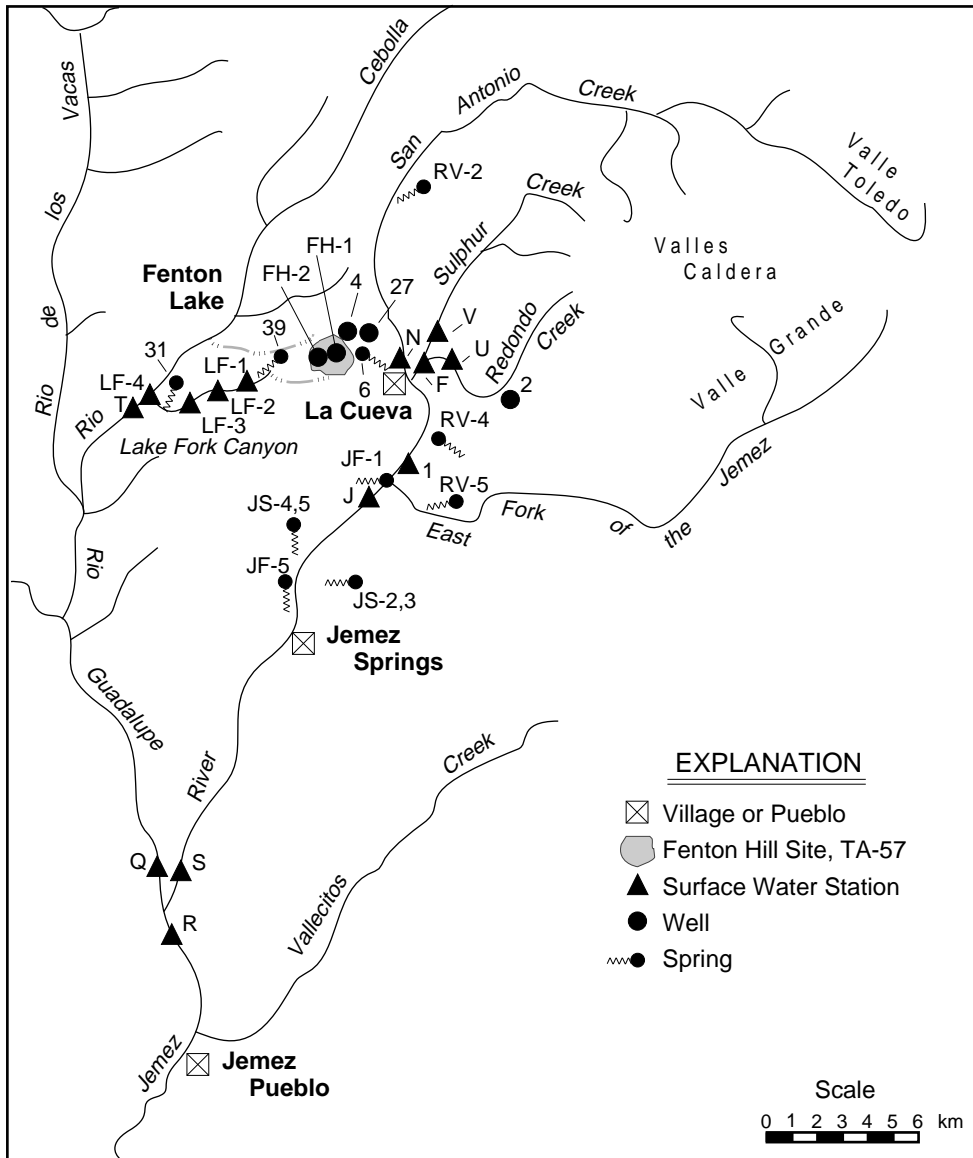 Vacas
los
de
Rio
Cebolla
San
Antonio
Creek
Valle
Toledo
RV-2
Creek
Sulphur
Valles
Caldera
FH-1
FH-2
Fenton
Lake
4
27
39
N
V
U
F
Redondo
Creek
2
Valle
Grande
31
LF-1
LF-4
T
LF-2
LF-3
6
La Cueva
Rio
Lake Fork Canyon
RV-4
JF-1
1
J
RV-5
East
Fork
of
the
Jemez
JS-4,5
JF-5
JS-2,3
Rio
Jemez
Springs
Guadalupe
River
Creek
Vallecitos
Q
S
R
Jemez
Jemez
Pueblo
EXPLANATION
Village or Pueblo
Fenton Hill Site, TA-57
Surface Water Station
Well
Spring
Scale
0 1 2 3 4 5 6 km